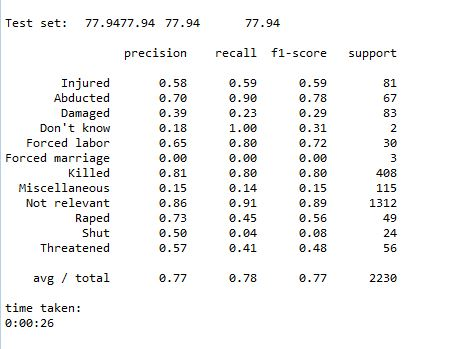 Test set: 77.9477.94 77.94 77.94
precision recall f1-score support
Injured 0.58 0.59 0.59 81
Abducted 0.70 0.90 0.78 67
Damaged 0.39 0.23 0.29 83
Don't know 0.18 1.00 0.31 2
Forced labor 0.65 0.80 0.72 30
Forced marriage 0.00 0.00 0.00 3
Killed 0.81 0.80 0.80 408
Miscellaneous 0.15 0.14 0.15 115
Not relevant 0.86 0.91 0.89 1312
Raped 0.73 0.45 0.56 49
Shut 0.50 0.04 0.08 24
Threatened 0.57 0.41 0.48 56
avg / total 0.77 0.78 0.77 2230
time taken:
0:00:26